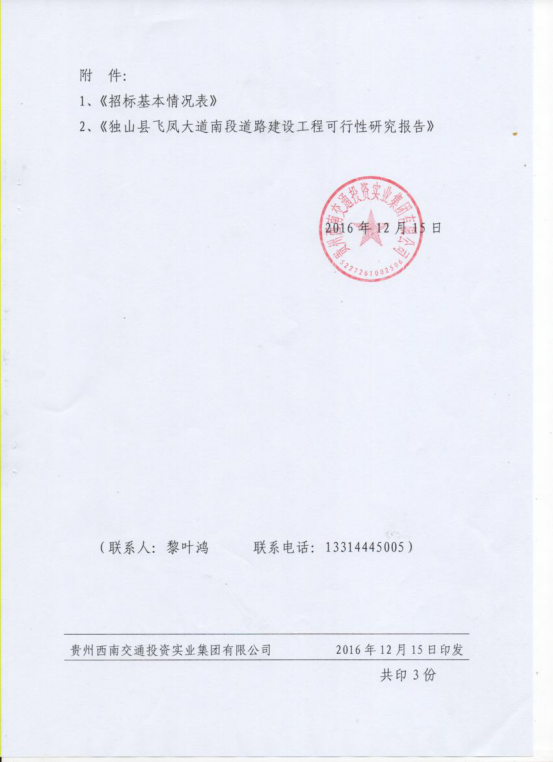 附　件：
1、《招标基本情况表》
2、《独山县飞凤大道南段道路建设工程可行性研究报告》
贵州西南交通投资实业集团有限公司
2016 年 12 月 15 日
（联系人：黎叶鸿　　联系电话：13314445005）
贵州西南交通投资实业集团有限公司　　2016 年 12 月 15 日印发
共印 3 份